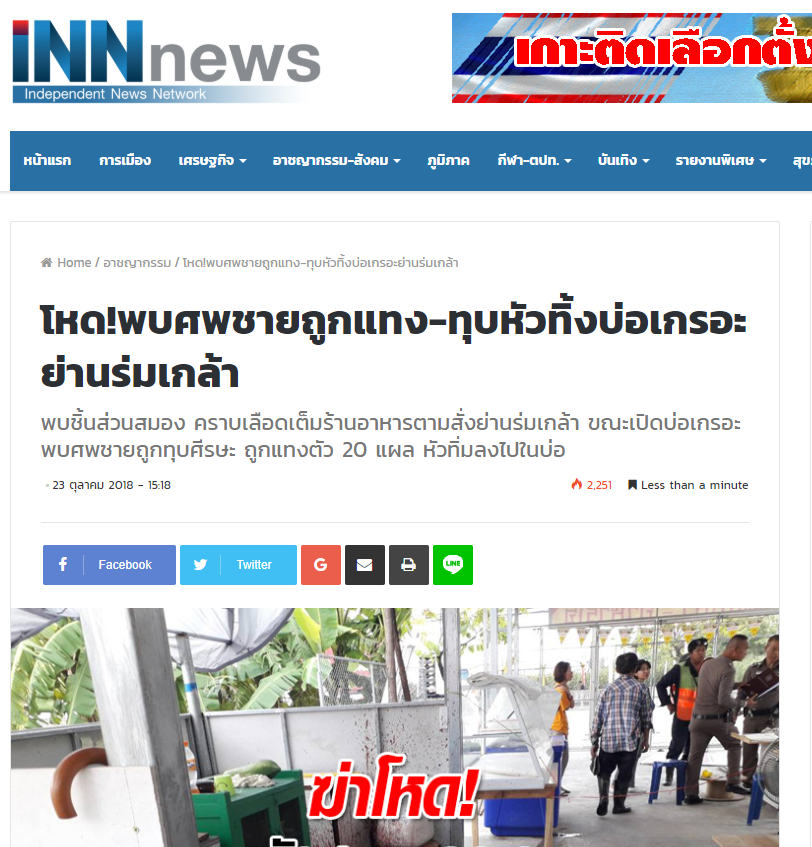 iNNnews
Independent News Network
เกาะติดเลือกตั้ง
หน้าแรก การเมือง เศรษฐกิจ อาชญากรรม-สังคม ภูมิภาค กีฬา-ตปท. บันเทิง รายงานพิเศษ
Home / อาชญากรรม / โหด!พบศพชายถูกแทง-ทุบหัวทิ้งบ่อเกรอะย่านร่มเกล้า
โหด!พบศพชายถูกแทง-ทุบหัวทิ้งบ่อเกรอะ
ย่านร่มเกล้า
พบชิ้นส่วนสมอง คราบเลือดเต็มร้านอาหารตามสั่งย่านร่มเกล้า ขณะเปิดบ่อเกรอะ
พบศพชายถูกทุบศีรษะ ถูกแทงตัว 20 แผล หัวทิ่มลงไปในบ่อ
23 ตุลาคม 2018 - 15:18 2,251 Less than a minute
Facebook Twitter G LINE
ฆ่าโหด!